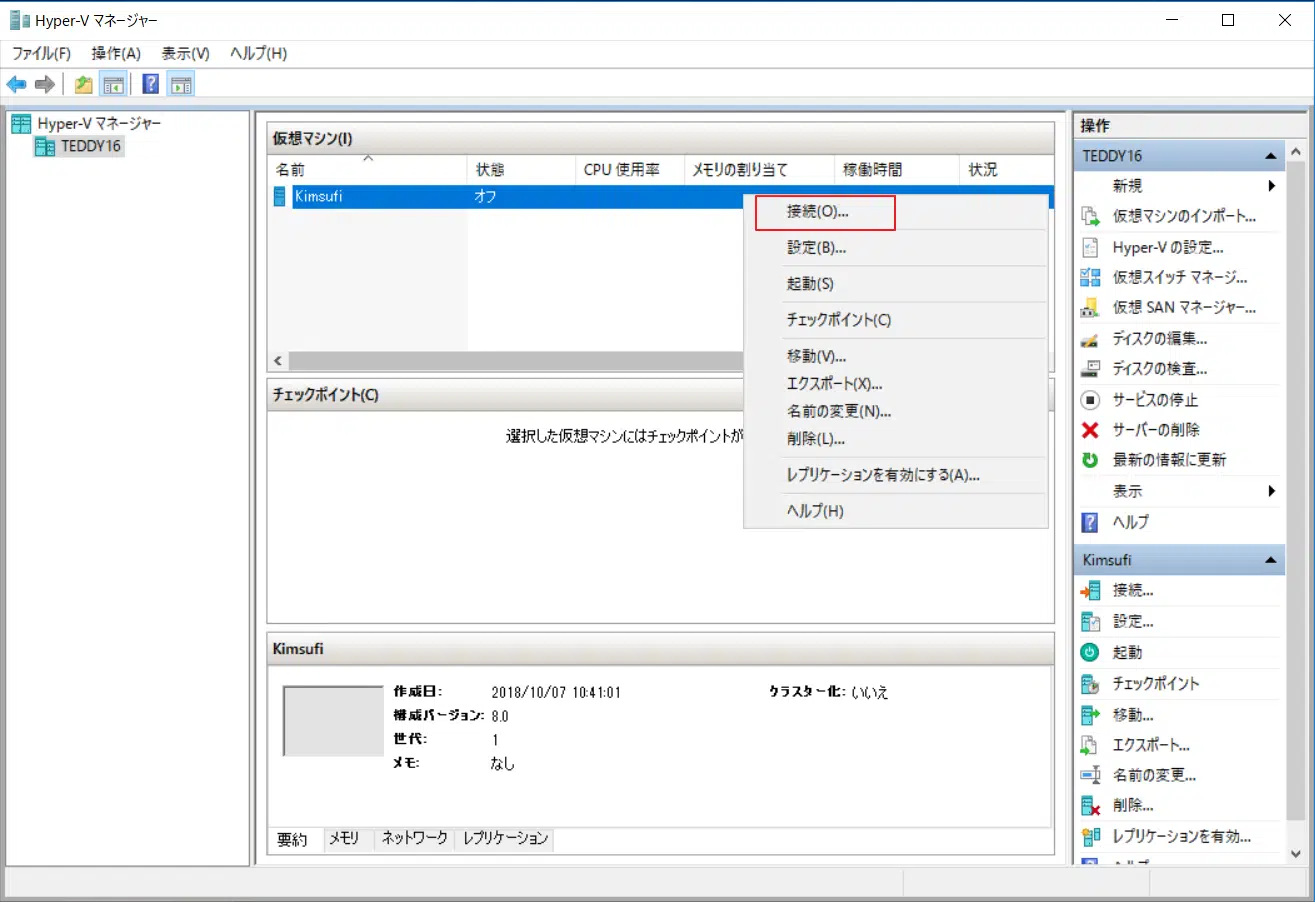 Hyper-V マネージャー
ファイル(F) 操作(A) 表示(V) ヘルプ(H)
Hyper-V マネージャー
TEDDY16
仮想マシン(I)
名前 状態 CPU 使用率 メモリの割り当て 稼働時間 状況
Kimsufi オフ
接続(O)...
設定(B)...
起動(S)
チェックポイント(C)
移動(V)...
エクスポート(X)...
名前の変更(N)...
削除(L)...
レプリケーションを有効にする(A)...
ヘルプ(H)
チェックポイント(C)
選択した仮想マシンにはチェックポイントが
Kimsufi
作成日: 2018/10/07 10:41:01 クラスター化: いいえ
構成バージョン: 8.0
世代: 1
メモ: なし
要約 メモリ ネットワーク レプリケーション
操作
TEDDY16
新規
仮想マシンのインポート...
Hyper-V の設定...
仮想スイッチ マネージ...
仮想 SAN マネージャー...
ディスクの編集...
ディスクの検査...
サービスの停止
サーバーの削除
最新の情報に更新
表示
ヘルプ
Kimsufi
接続...
設定...
起動
チェックポイント
移動...
エクスポート...
名前の変更...
削除...
レプリケーションを有効...